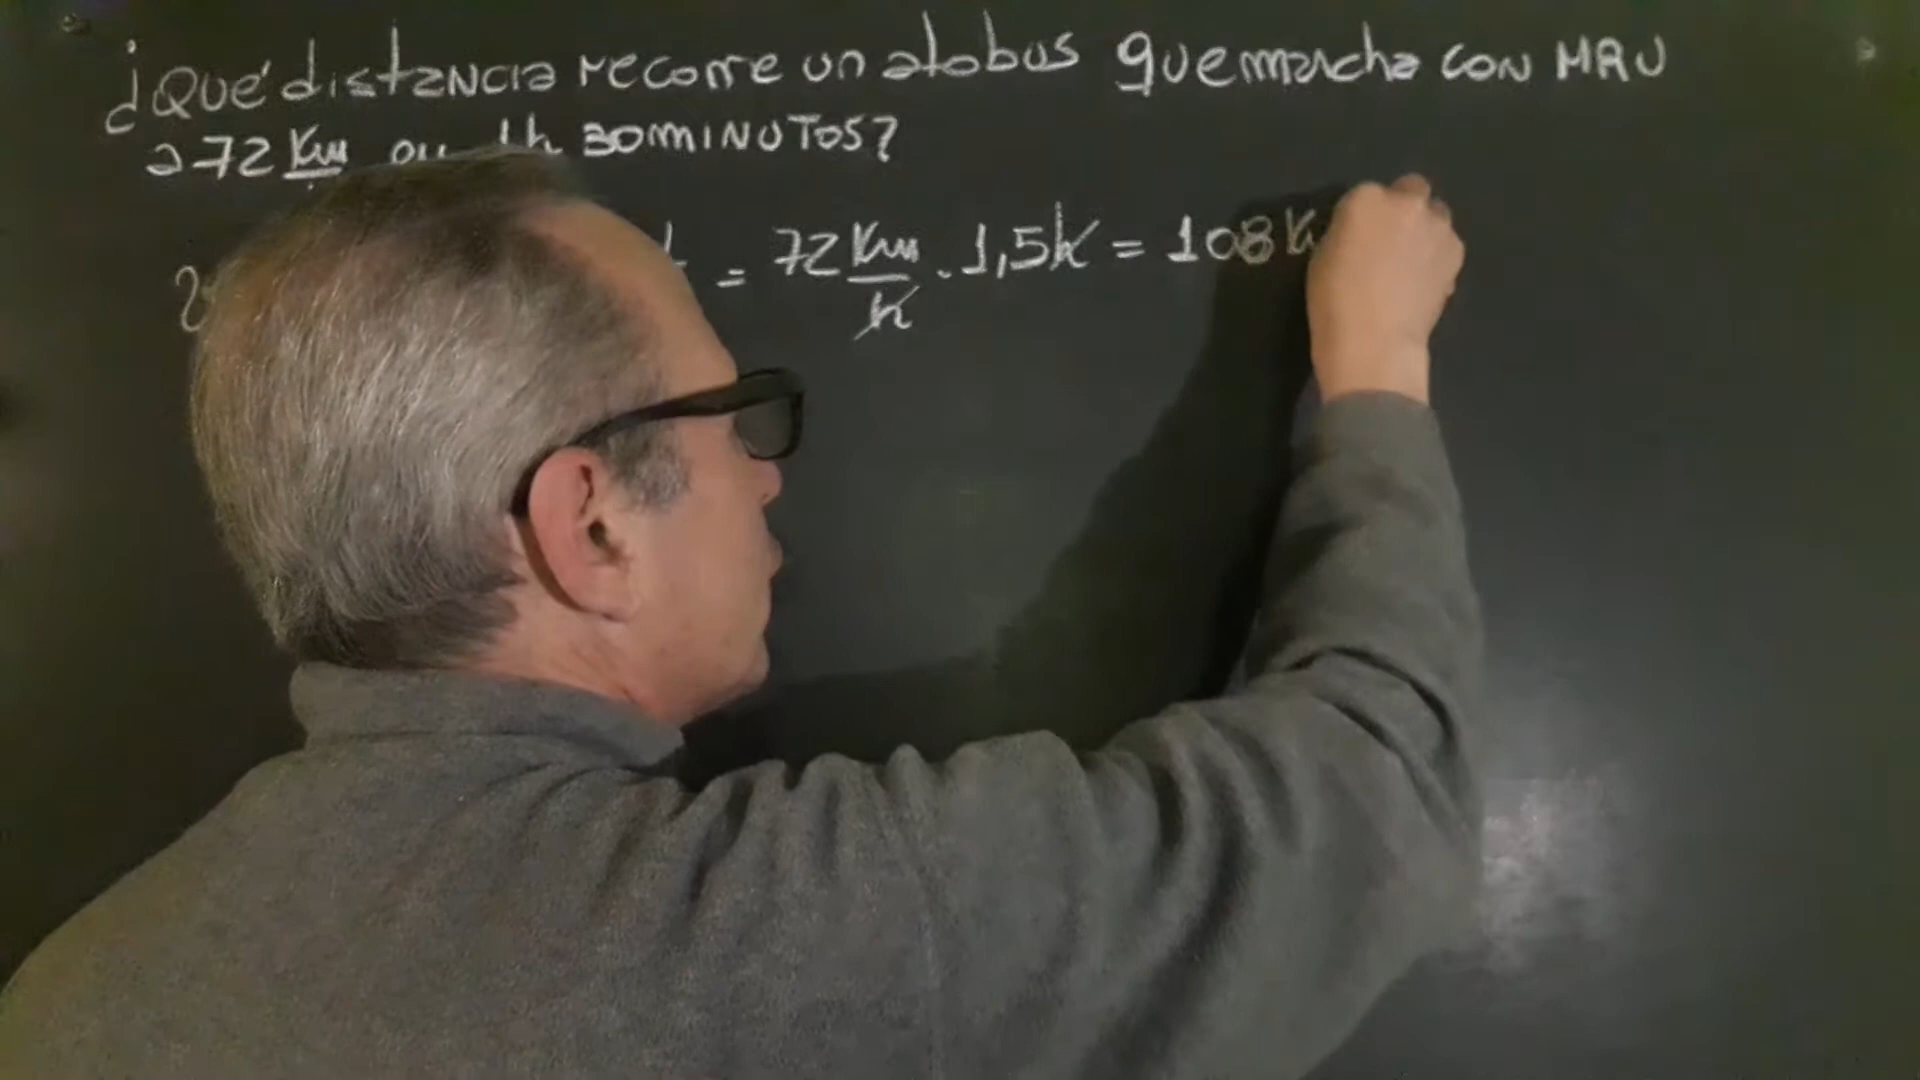 ¿Qué distancia recorre un atobus que marcha con MRU
a 72 Km en 1h 30 MINUTOS?
t = 72 Km/h . 1,5h = 108 K